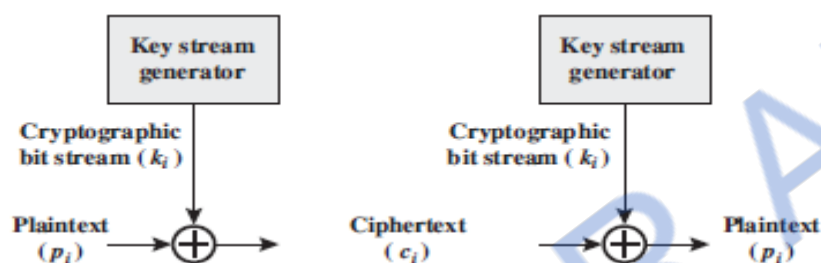 Key stream
generator
Key stream
generator
Cryptographic
bit stream ( kᵢ )
Cryptographic
bit stream ( kᵢ )
Plaintext
( pᵢ )
Ciphertext
( cᵢ )
Plaintext
( pᵢ )